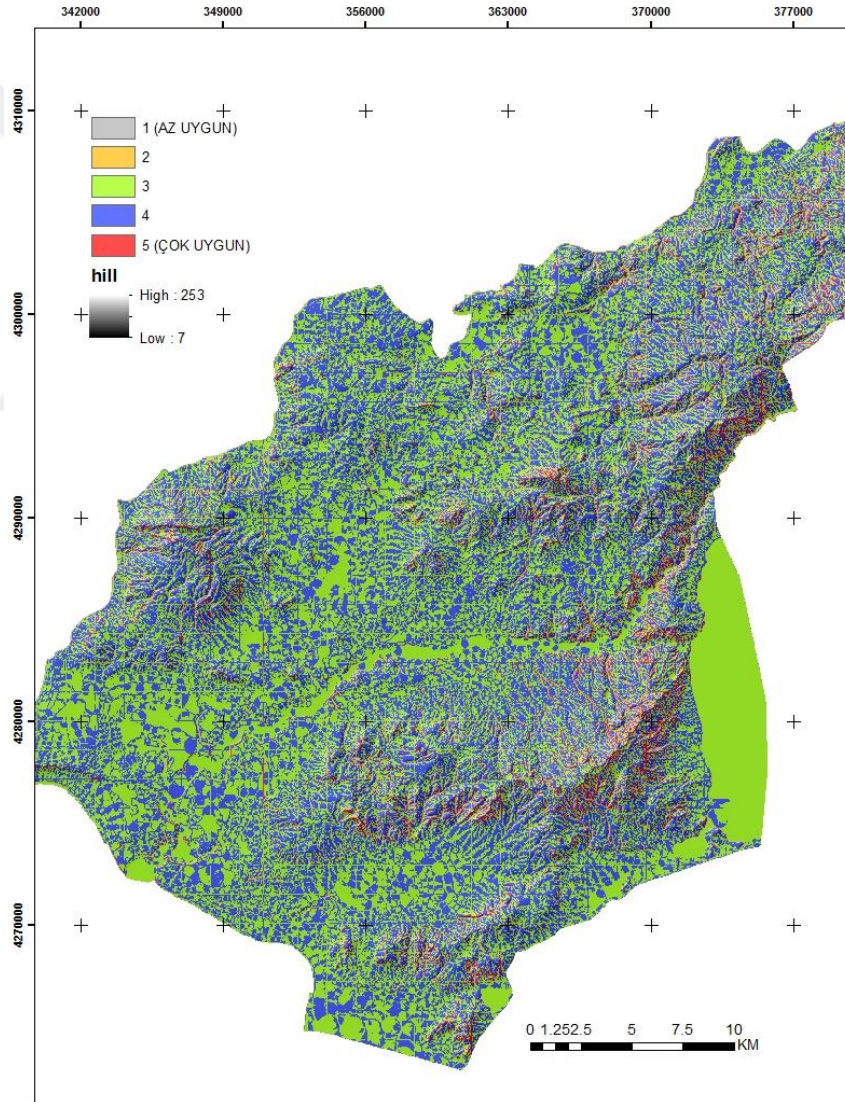 342000 349000 356000 363000 370000 377000
4310000
1 (AZ UYGUN)
2
3
4
5 (ÇOK UYGUN)
hill
High : 253
Low : 7
4300000
4290000
4280000
4270000
0 1.252.5 5 7.5 10
KM